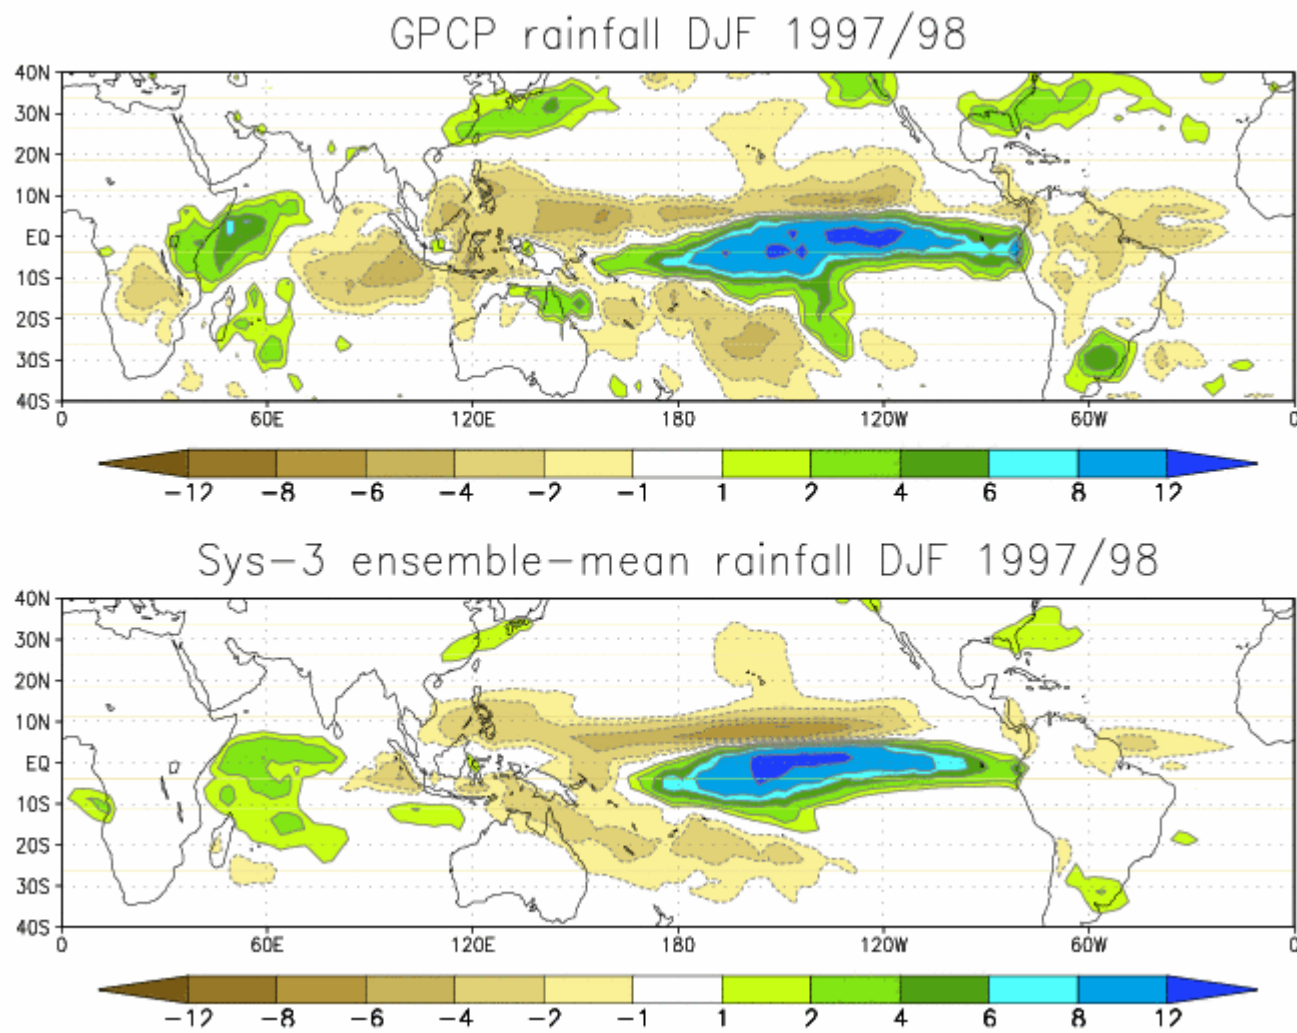 GPCP rainfall DJF 1997/98
40N
30N
20N
10N
EQ
10S
20S
30S
40S
0 60E 120E 180 120W 60W 0
-12 -8 -6 -4 -2 -1 1 2 4 6 8 12
Sys-3 ensemble-mean rainfall DJF 1997/98
40N
30N
20N
10N
EQ
10S
20S
30S
40S
0 60E 120E 180 120W 60W 0
-12 -8 -6 -4 -2 -1 1 2 4 6 8 12